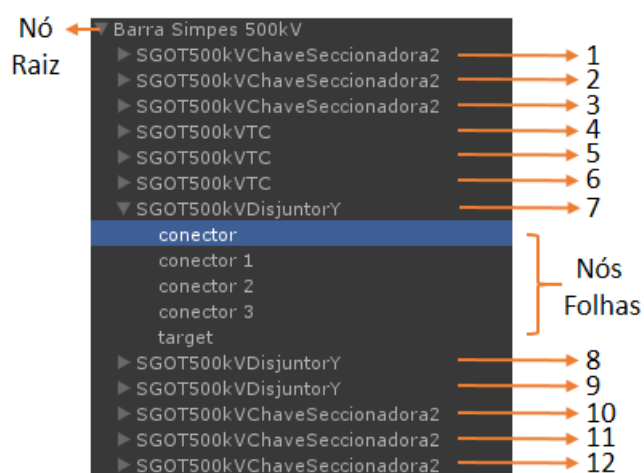 Nó
Raiz
Barra Simpes 500kV
SGOT500kVChaveSeccionadora2 1
SGOT500kVChaveSeccionadora2 2
SGOT500kVChaveSeccionadora2 3
SGOT500kVTC 4
SGOT500kVTC 5
SGOT500kVTC 6
SGOT500kVDisjuntorY 7
conector
conector 1
conector 2
conector 3
target
Nós
Folhas
SGOT500kVDisjuntorY 8
SGOT500kVDisjuntorY 9
SGOT500kVChaveSeccionadora2 10
SGOT500kVChaveSeccionadora2 11
SGOT500kVChaveSeccionadora2 12